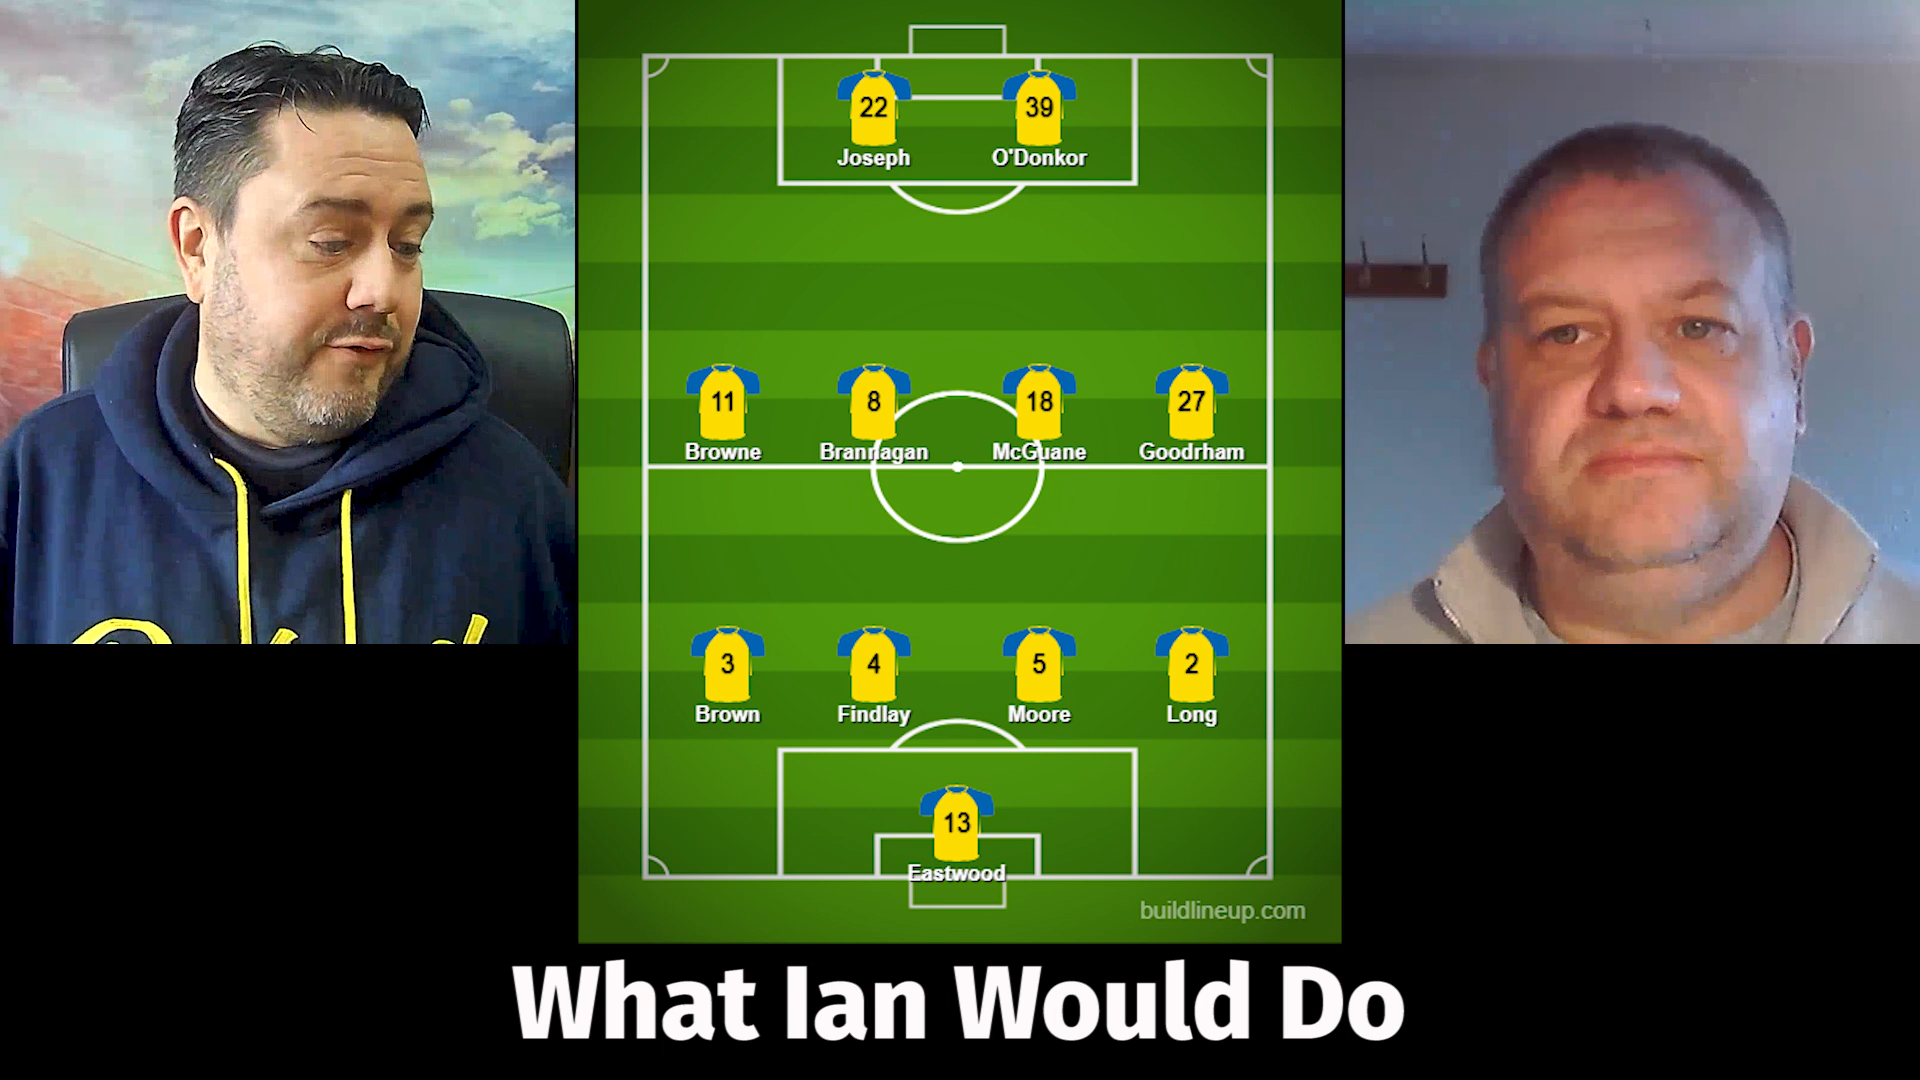 22 39
Joseph O'Donkor
11 8 18 27
Browne Brannagan McGuane Goodrham
3 4 5 2
Brown Findlay Moore Long
13
Eastwood
buildlineup.com
What Ian Would Do